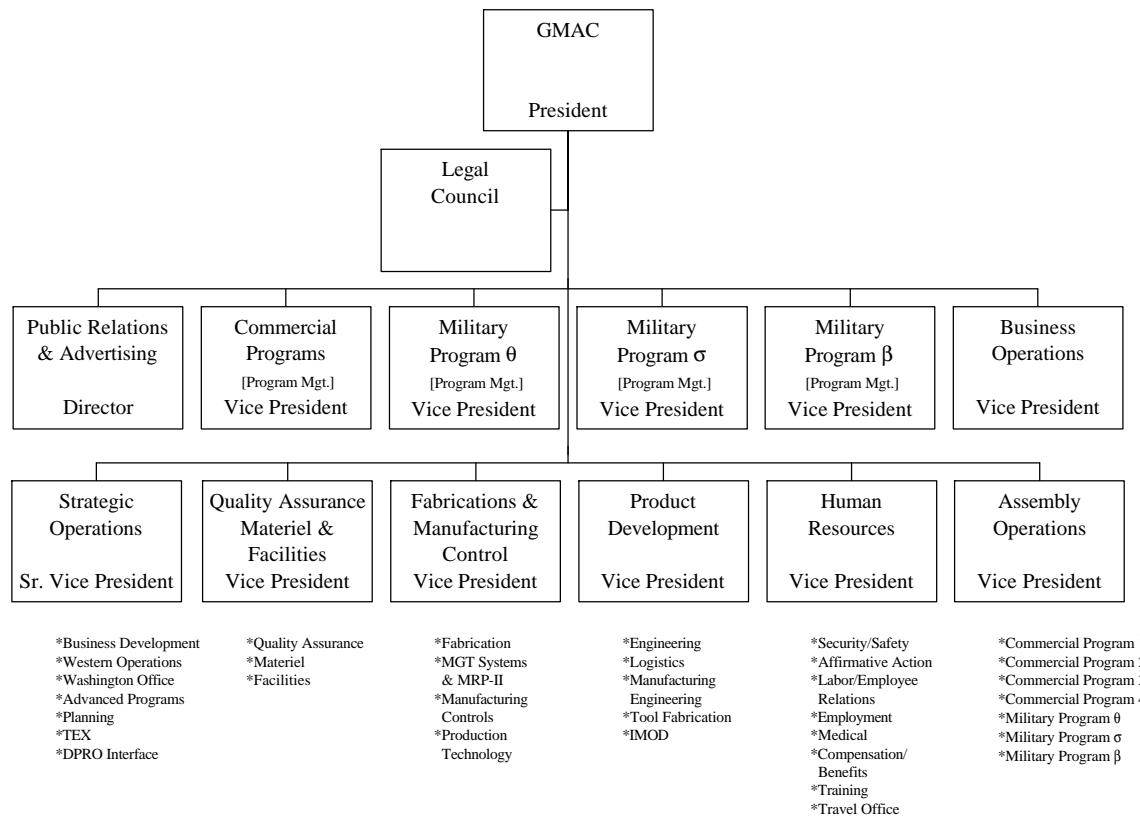 GMAC
President
Legal
Council
Public Relations
& Advertising
Director
Commercial
Programs
[Program Mgt.]
Vice President
Military
Program θ
[Program Mgt.]
Vice President
Military
Program σ
[Program Mgt.]
Vice President
Military
Program β
[Program Mgt.]
Vice President
Business
Operations
Vice President
Strategic
Operations
Sr. Vice President
Quality Assurance
Materiel &
Facilities
Vice President
Fabrications &
Manufacturing
Control
Vice President
Product
Development
Vice President
Human
Resources
Vice President
Assembly
Operations
Vice President
*Business Development
*Western Operations
*Washington Office
*Advanced Programs
*Planning
*TEX
*DPRO Interface
*Quality Assurance
*Materiel
*Facilities
*Fabrication
*MGT Systems
& MRP-II
*Manufacturing
Controls
*Production
Technology
*Engineering
*Logistics
*Manufacturing
Engineering
*Tool Fabrication
*IMOD
*Security/Safety
*Affirmative Action
*Labor/Employee
Relations
*Employment
*Medical
*Compensation/
Benefits
*Training
*Travel Office
*Commercial Program
*Commercial Program
*Commercial Program
*Commercial Program
*Military Program θ
*Military Program σ
*Military Program β